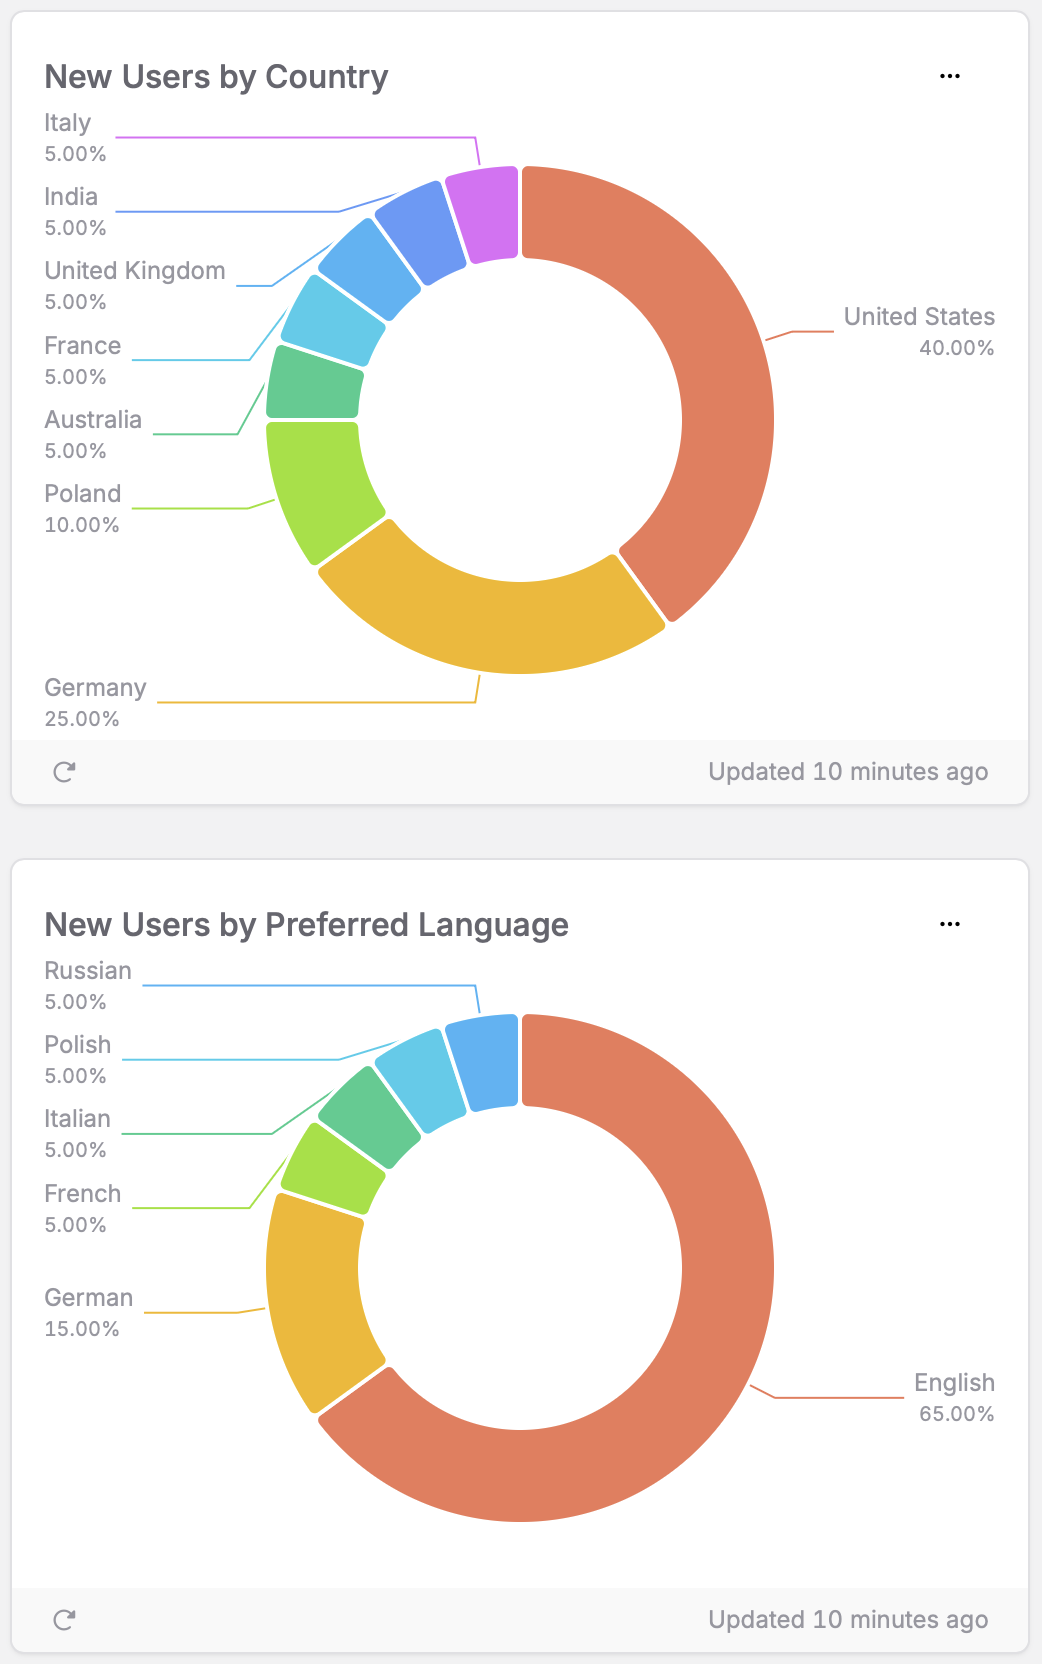 New Users by Country
Italy
5.00%
India
5.00%
United Kingdom
5.00%
France
5.00%
Australia
5.00%
Poland
10.00%
Germany
25.00%
United States
40.00%
Updated 10 minutes ago
New Users by Preferred Language
Russian
5.00%
Polish
5.00%
Italian
5.00%
French
5.00%
German
15.00%
English
65.00%
Updated 10 minutes ago